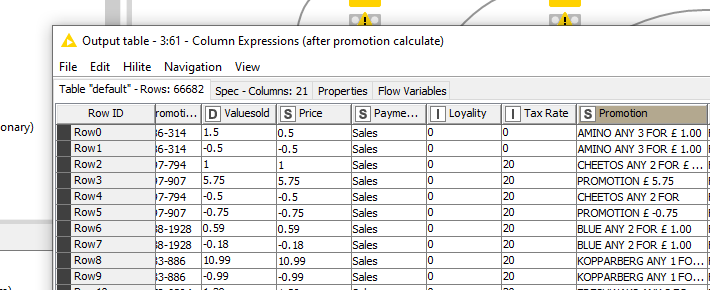 Output table - 3:61 - Column Expressions (after promotion calculate)
File Edit Hilite Navigation View
Table "default" - Rows: 66682 Spec - Columns: 21 Properties Flow Variables
Row ID romoti... D Valuesold S Price S Payme... I Loyality I Tax Rate S Promotion
Row0 36-314 1.5 0.5 Sales 0 0 AMINO ANY 3 FOR £ 1.00
Row1 36-314 -0.5 -0.5 Sales 0 0 AMINO ANY 3 FOR £ 1.00
Row2 97-794 1 1 Sales 0 20 CHEETOS ANY 2 FOR £ ...
Row3 97-907 5.75 5.75 Sales 0 20 PROMOTION £ 5.75
Row4 97-794 -0.5 -0.5 Sales 0 20 CHEETOS ANY 2 FOR
Row5 97-907 -0.75 -0.75 Sales 0 20 PROMOTION £ -0.75
Row6 38-1928 0.59 0.59 Sales 0 20 BLUE ANY 2 FOR £ 1.00
Row7 38-1928 -0.18 -0.18 Sales 0 20 BLUE ANY 2 FOR £ 1.00
Row8 33-886 10.99 10.99 Sales 0 20 KOPPARBERG ANY 1 FO...
onary)
Row9 33-886 -0.99 -0.99 Sales 0 20 KOPPARBERG ANY 1 FO...